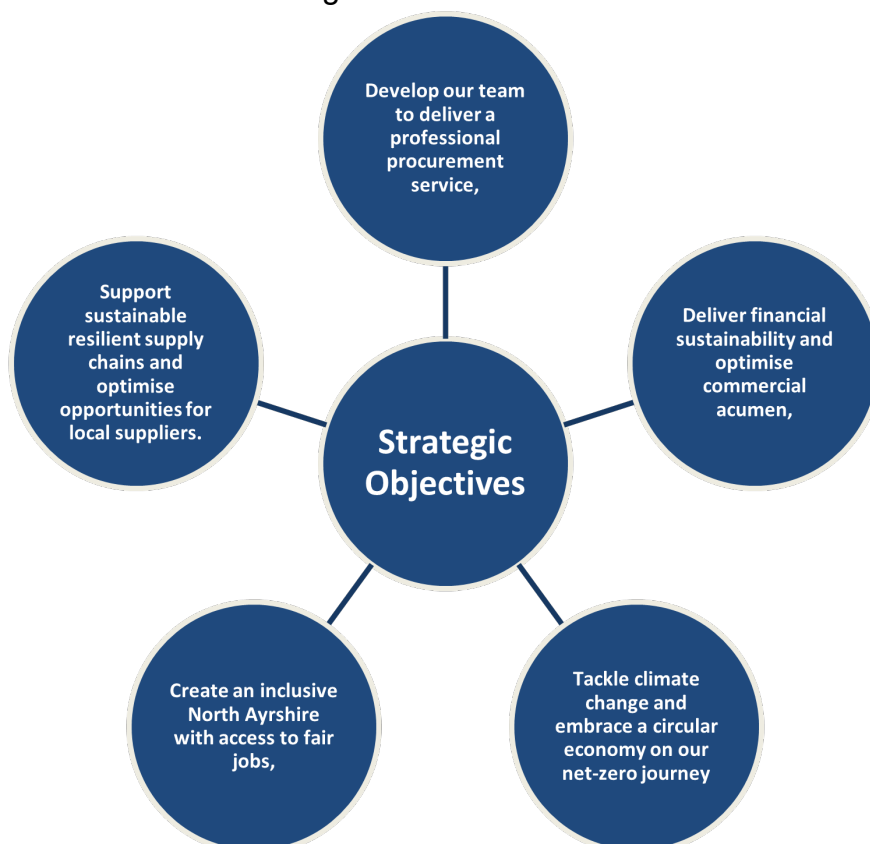 Develop our team
to deliver a
professional
procurement
service,
Support
sustainable
resilient supply
chains and
optimise
opportunities for
local suppliers.
Deliver financial
sustainability and
optimise
commercial
acumen,
Strategic
Objectives
Create an inclusive
North Ayrshire
with access to fair
jobs,
Tackle climate
change and
embrace a circular
economy on our
net-zero journey